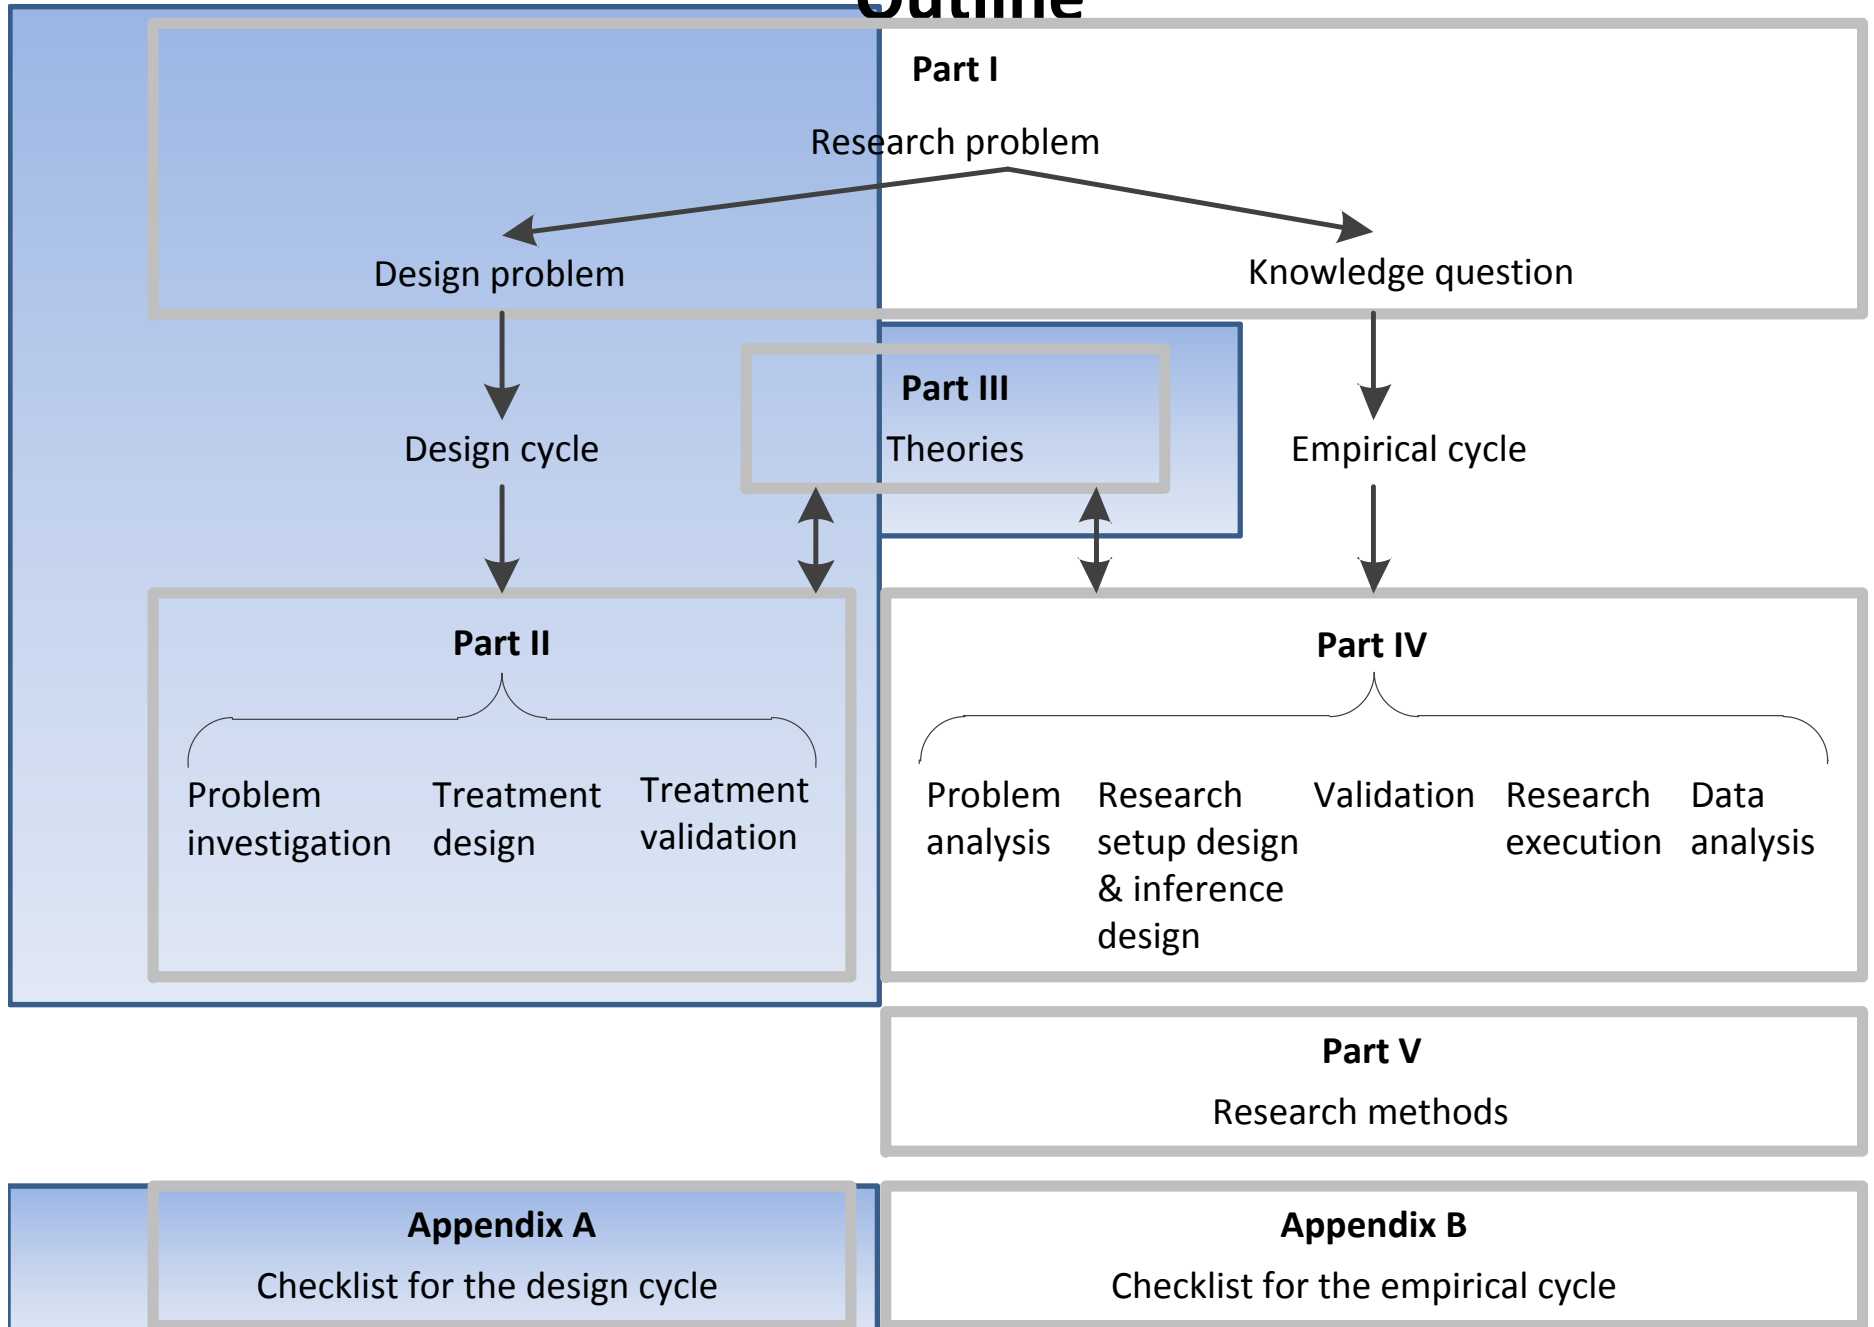 Outline
Part I
Research problem
Design problem
Knowledge question
Part III
Design cycle
Theories
Empirical cycle
Part II
Problem
investigation
Treatment
design
Treatment
validation
Part IV
Problem
analysis
Research
setup design
& inference
design
Validation
Research
execution
Data
analysis
Part V
Research methods
Appendix A
Checklist for the design cycle
Appendix B
Checklist for the empirical cycle